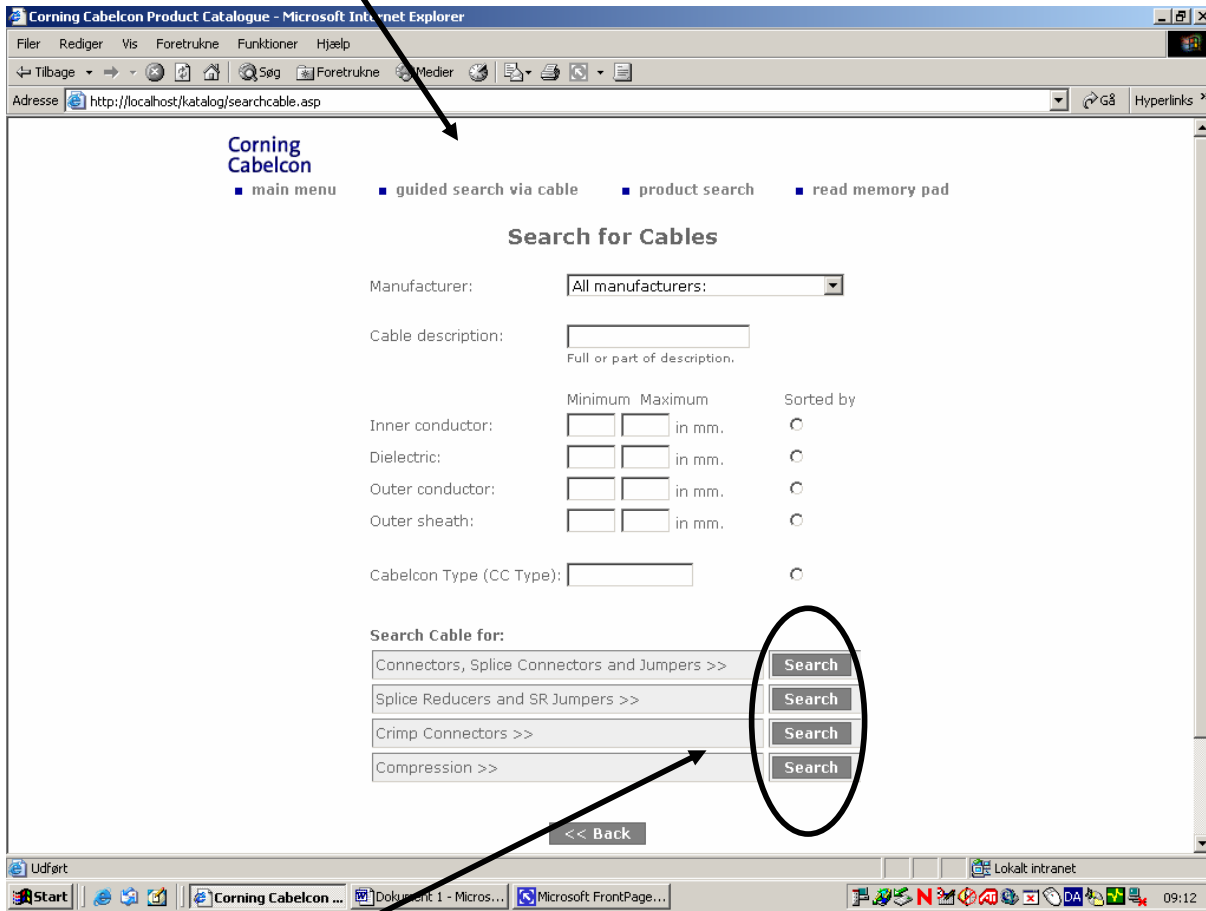 Corning Cabelcon Product Catalogue - Microsoft Internet Explorer
Filer Rediger Vis Foretrukne Funktioner Hjælp
Tilbage Søg Foretrukne Medier
Adresse http://localhost/katalog/searchcable.asp Gå Hyperlinks »
Corning
Cabelcon
main menu guided search via cable product search read memory pad
Search for Cables
Manufacturer: All manufacturers:
Cable description:
Full or part of description.
Minimum Maximum Sorted by
Inner conductor: in mm.
Dielectric: in mm.
Outer conductor: in mm.
Outer sheath: in mm.
Cabelcon Type (CC Type):
Search Cable for:
Connectors, Splice Connectors and Jumpers >> Search
Splice Reducers and SR Jumpers >> Search
Crimp Connectors >> Search
Compression >> Search
<< Back
Udført Lokalt intranet
Start Corning Cabelcon ... Dokument 1 - Micros... Microsoft FrontPage... N DA 09:12